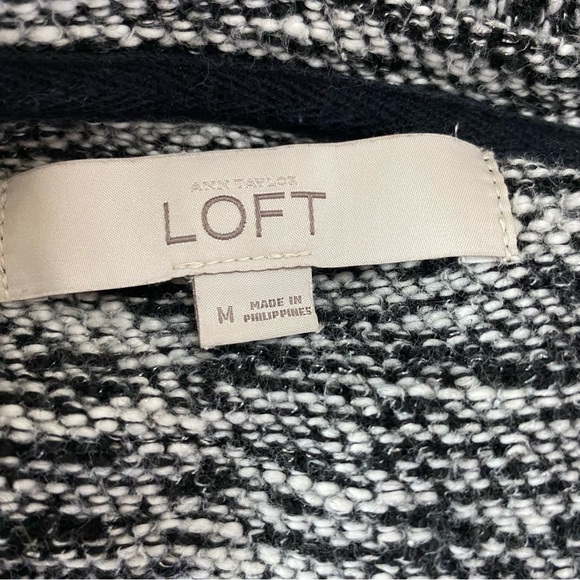 ANN TAYLOR
LOFT
M
MADE IN
PHILIPPINES